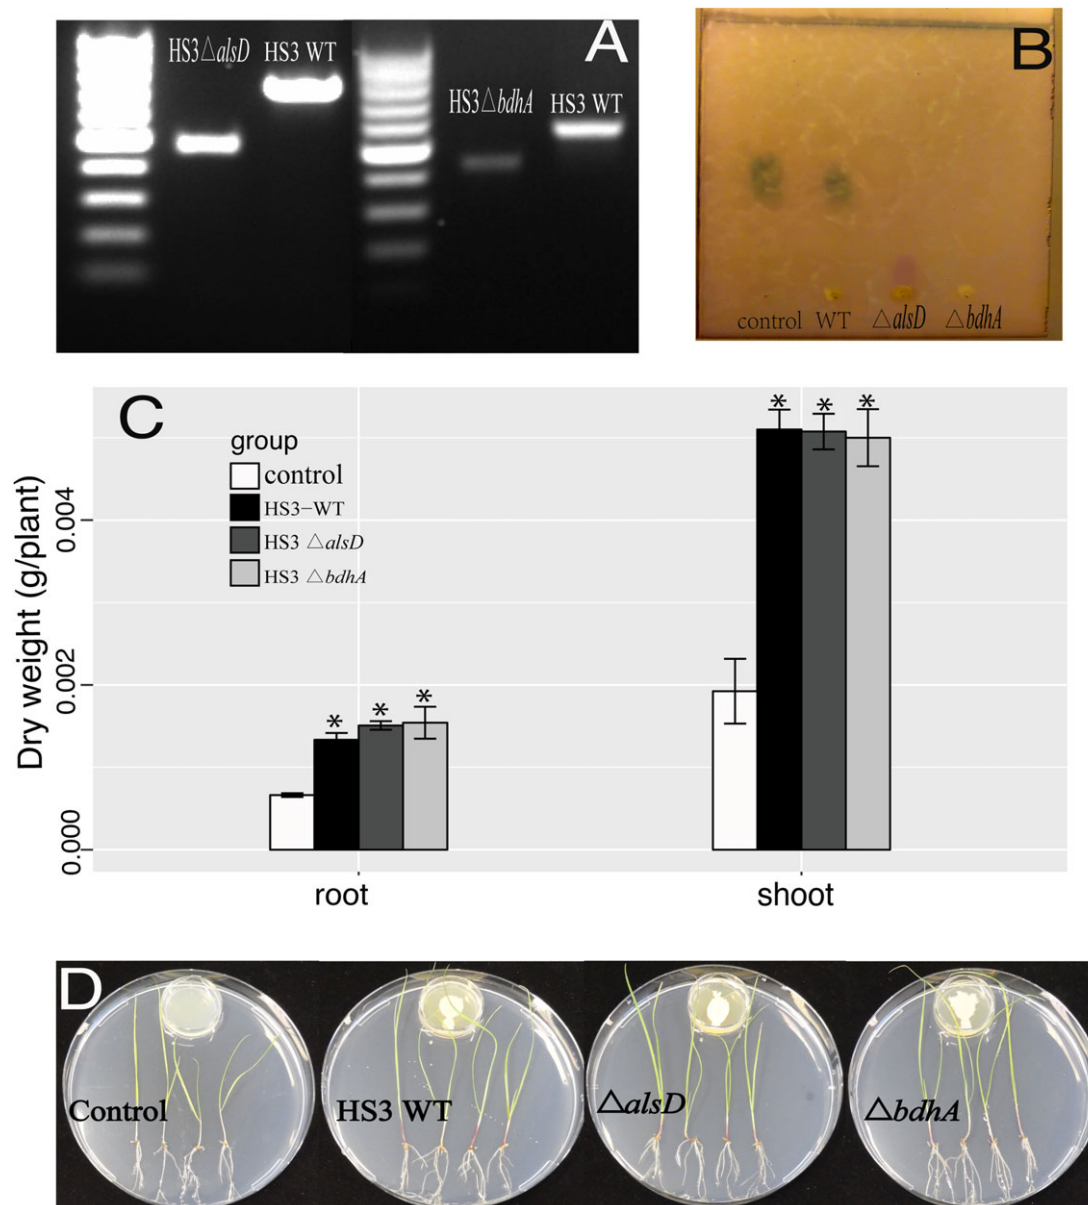 A
HS3△alsD HS3 WT
HS3△bdhA HS3 WT
B
control WT △alsD △bdhA
C
group
control
HS3-WT
HS3 △alsD
HS3 △bdhA
* * *
* * *
Dry weight (g/plant)
0.004
0.002
0.000
root shoot
D
Control HS3 WT △alsD △bdhA